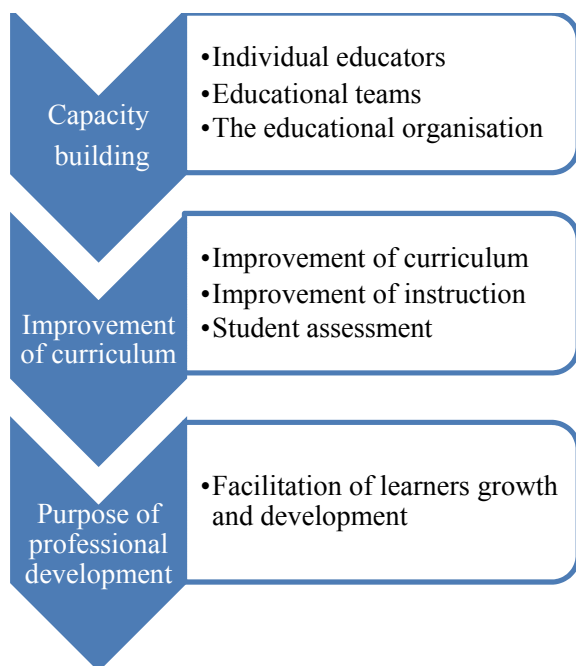 Capacity
building
•Individual educators
•Educational teams
•The educational organisation
Improvement
of curriculum
•Improvement of curriculum
•Improvement of instruction
•Student assessment
Purpose of
professional
development
•Facilitation of learners growth
and development